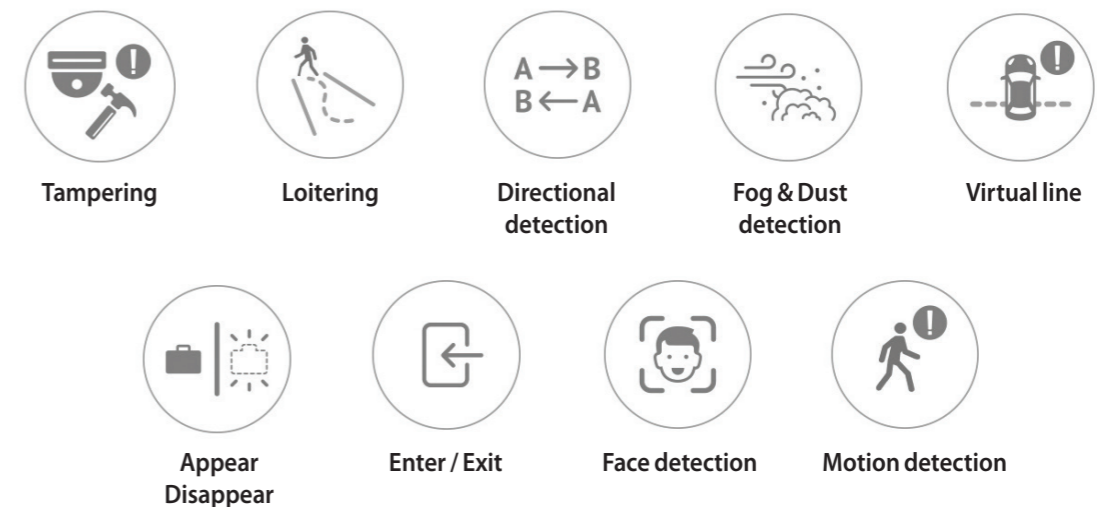 A → B
B ← A
Tampering
Loitering
Directional
detection
Fog & Dust
detection
Virtual line
Appear
Disappear
Enter / Exit
Face detection
Motion detection